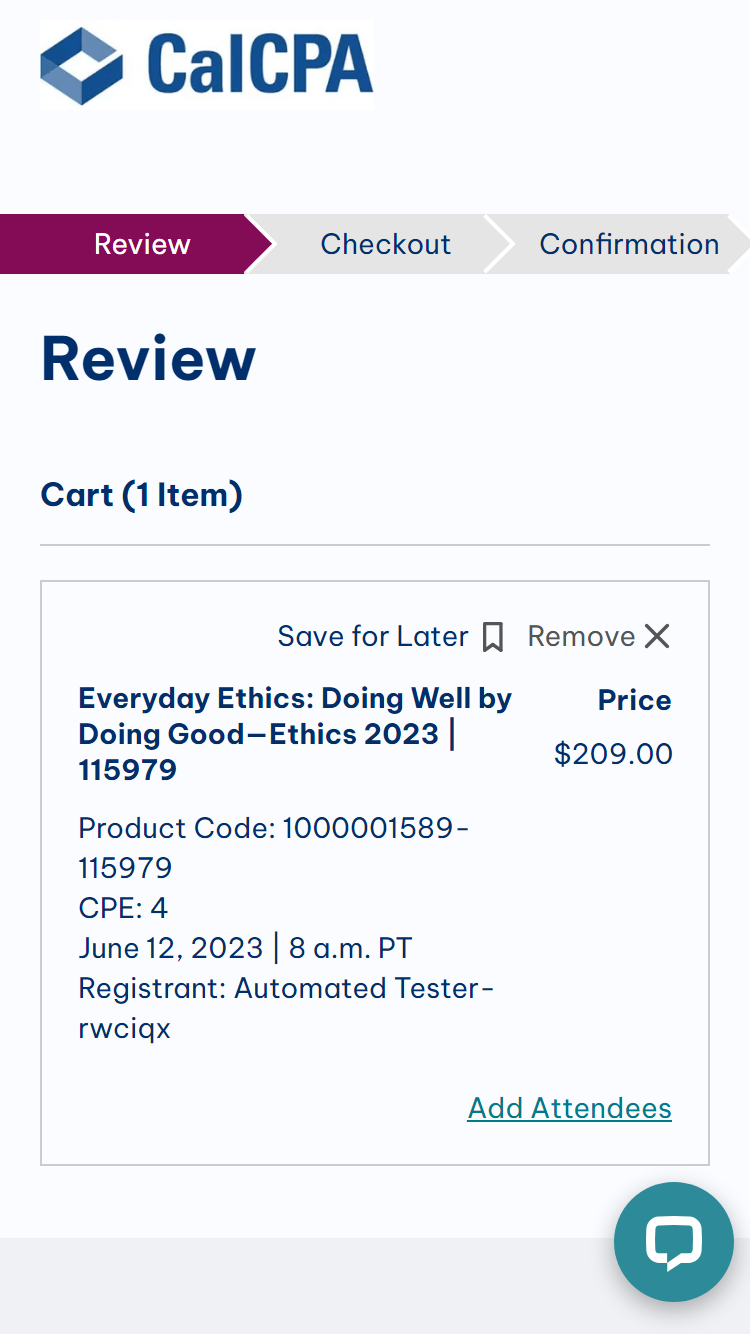 CalCPA
Review
Checkout
Confirmation
Review
Cart (1 Item)
Save for Later
Remove
Everyday Ethics: Doing Well by
Doing Good—Ethics 2023 |
115979
Price
$209.00
Product Code: 1000001589-
115979
CPE: 4
June 12, 2023 | 8 a.m. PT
Registrant: Automated Tester-
rwciqx
Add Attendees